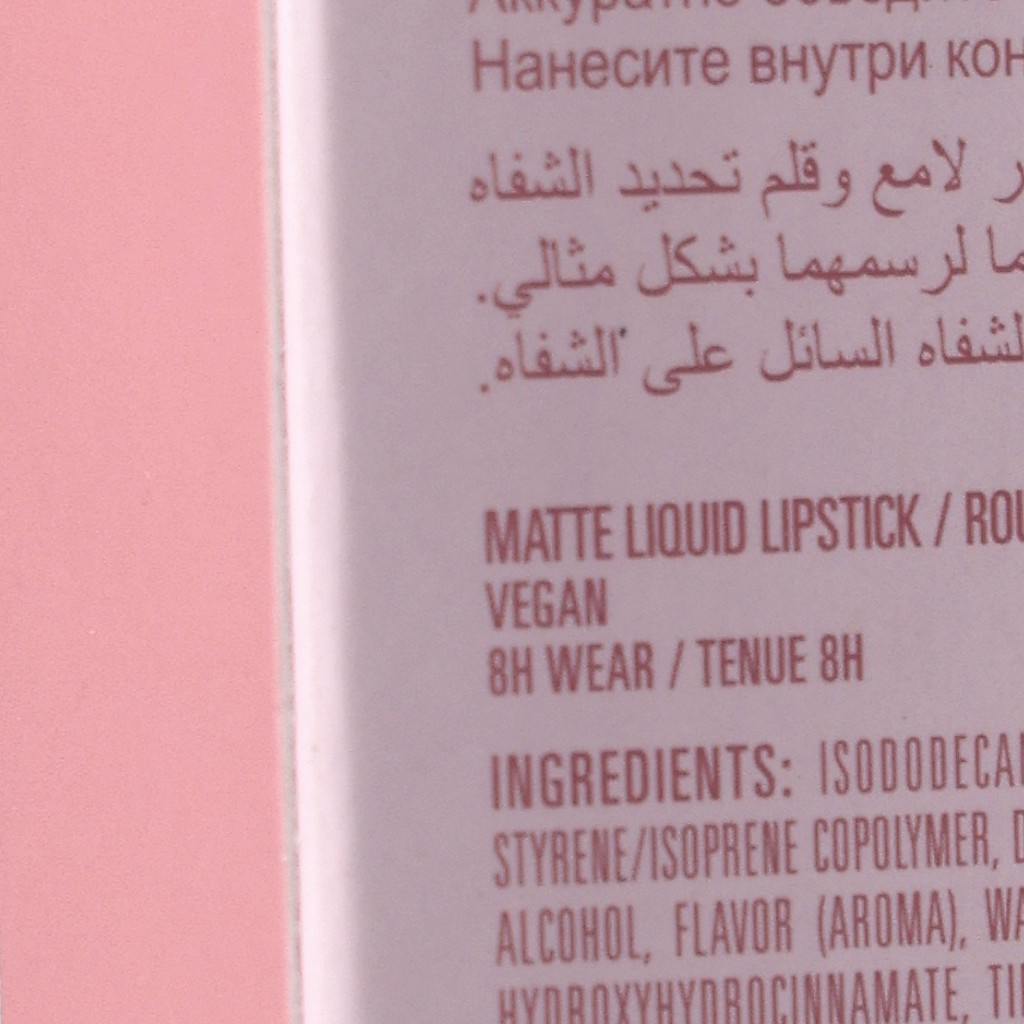 Нанесите внутри
لامع وقلم تحديد الشفاه
لرسمهما بشكل مثالي.
الشفاه السائل على الشفاه.
MATTE LIQUID LIPSTICK /
VEGAN
8H WEAR / TENUE 8H
INGREDIENTS:
STYRENE/ISOPRENE COPOLYMER,
ALCOHOL, FLAVOR (AROMA),
HYDROXYHYDROCINNAMATE,